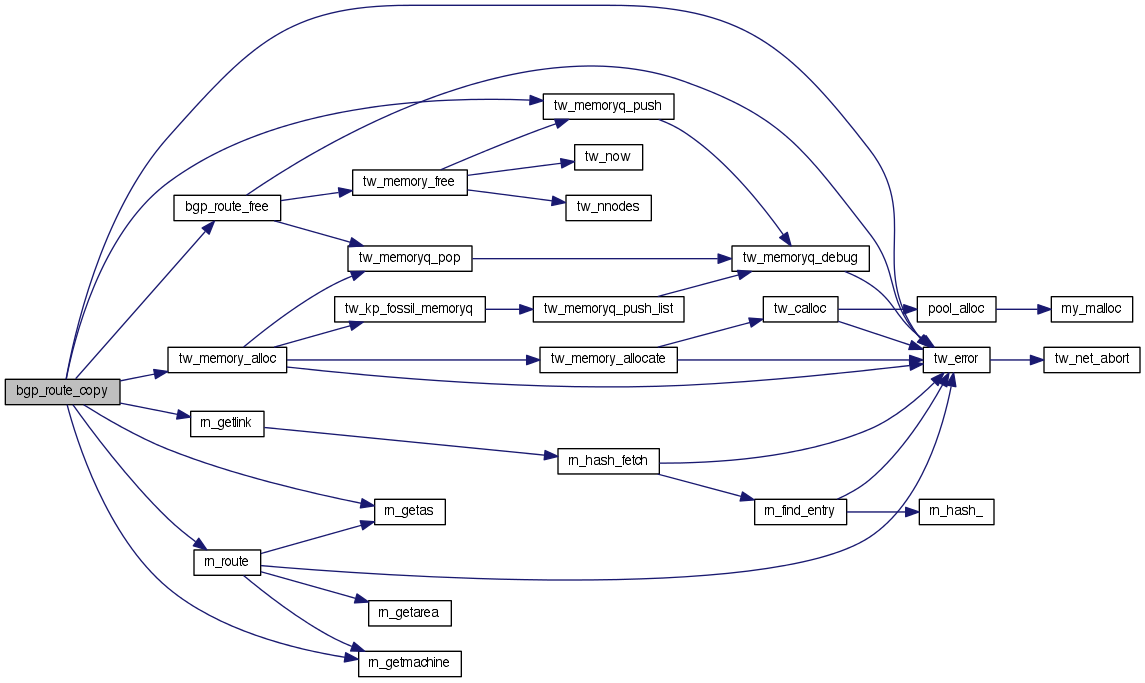 tw_memoryq_push
tw_now
tw_memory_free
bgp_route_free
tw_nnodes
tw_memoryq_pop
tw_memoryq_debug
tw_kp_fossil_memoryq
tw_memoryq_push_list
tw_calloc
pool_alloc
my_malloc
tw_memory_alloc
tw_memory_allocate
tw_error
tw_net_abort
bgp_route_copy
rn_getlink
rn_hash_fetch
rn_getas
rn_find_entry
rn_hash_
rn_route
rn_getarea
rn_getmachine